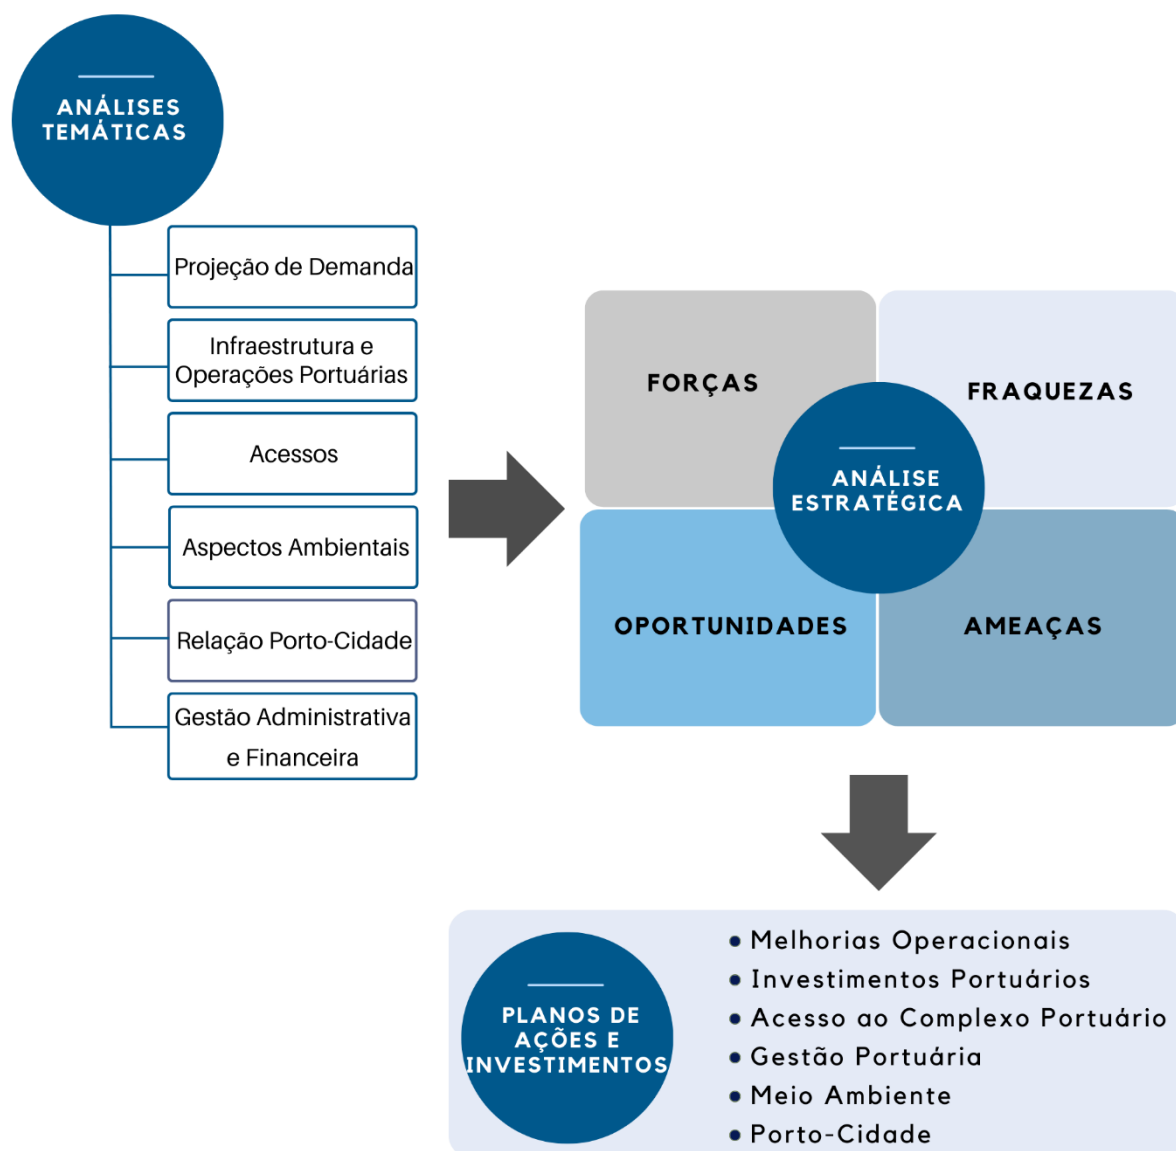 ANÁLISES
TEMÁTICAS
Projeção de Demanda
Infraestrutura e
Operações Portuárias
Acessos
Aspectos Ambientais
Relação Porto-Cidade
Gestão Administrativa
e Financeira
FORÇAS
FRAQUEZAS
ANÁLISE
ESTRATÉGICA
OPORTUNIDADES
AMEAÇAS
PLANOS DE
AÇÕES E
INVESTIMENTOS
• Melhorias Operacionais
• Investimentos Portuários
• Acesso ao Complexo Portuário
• Gestão Portuária
• Meio Ambiente
• Porto-Cidade